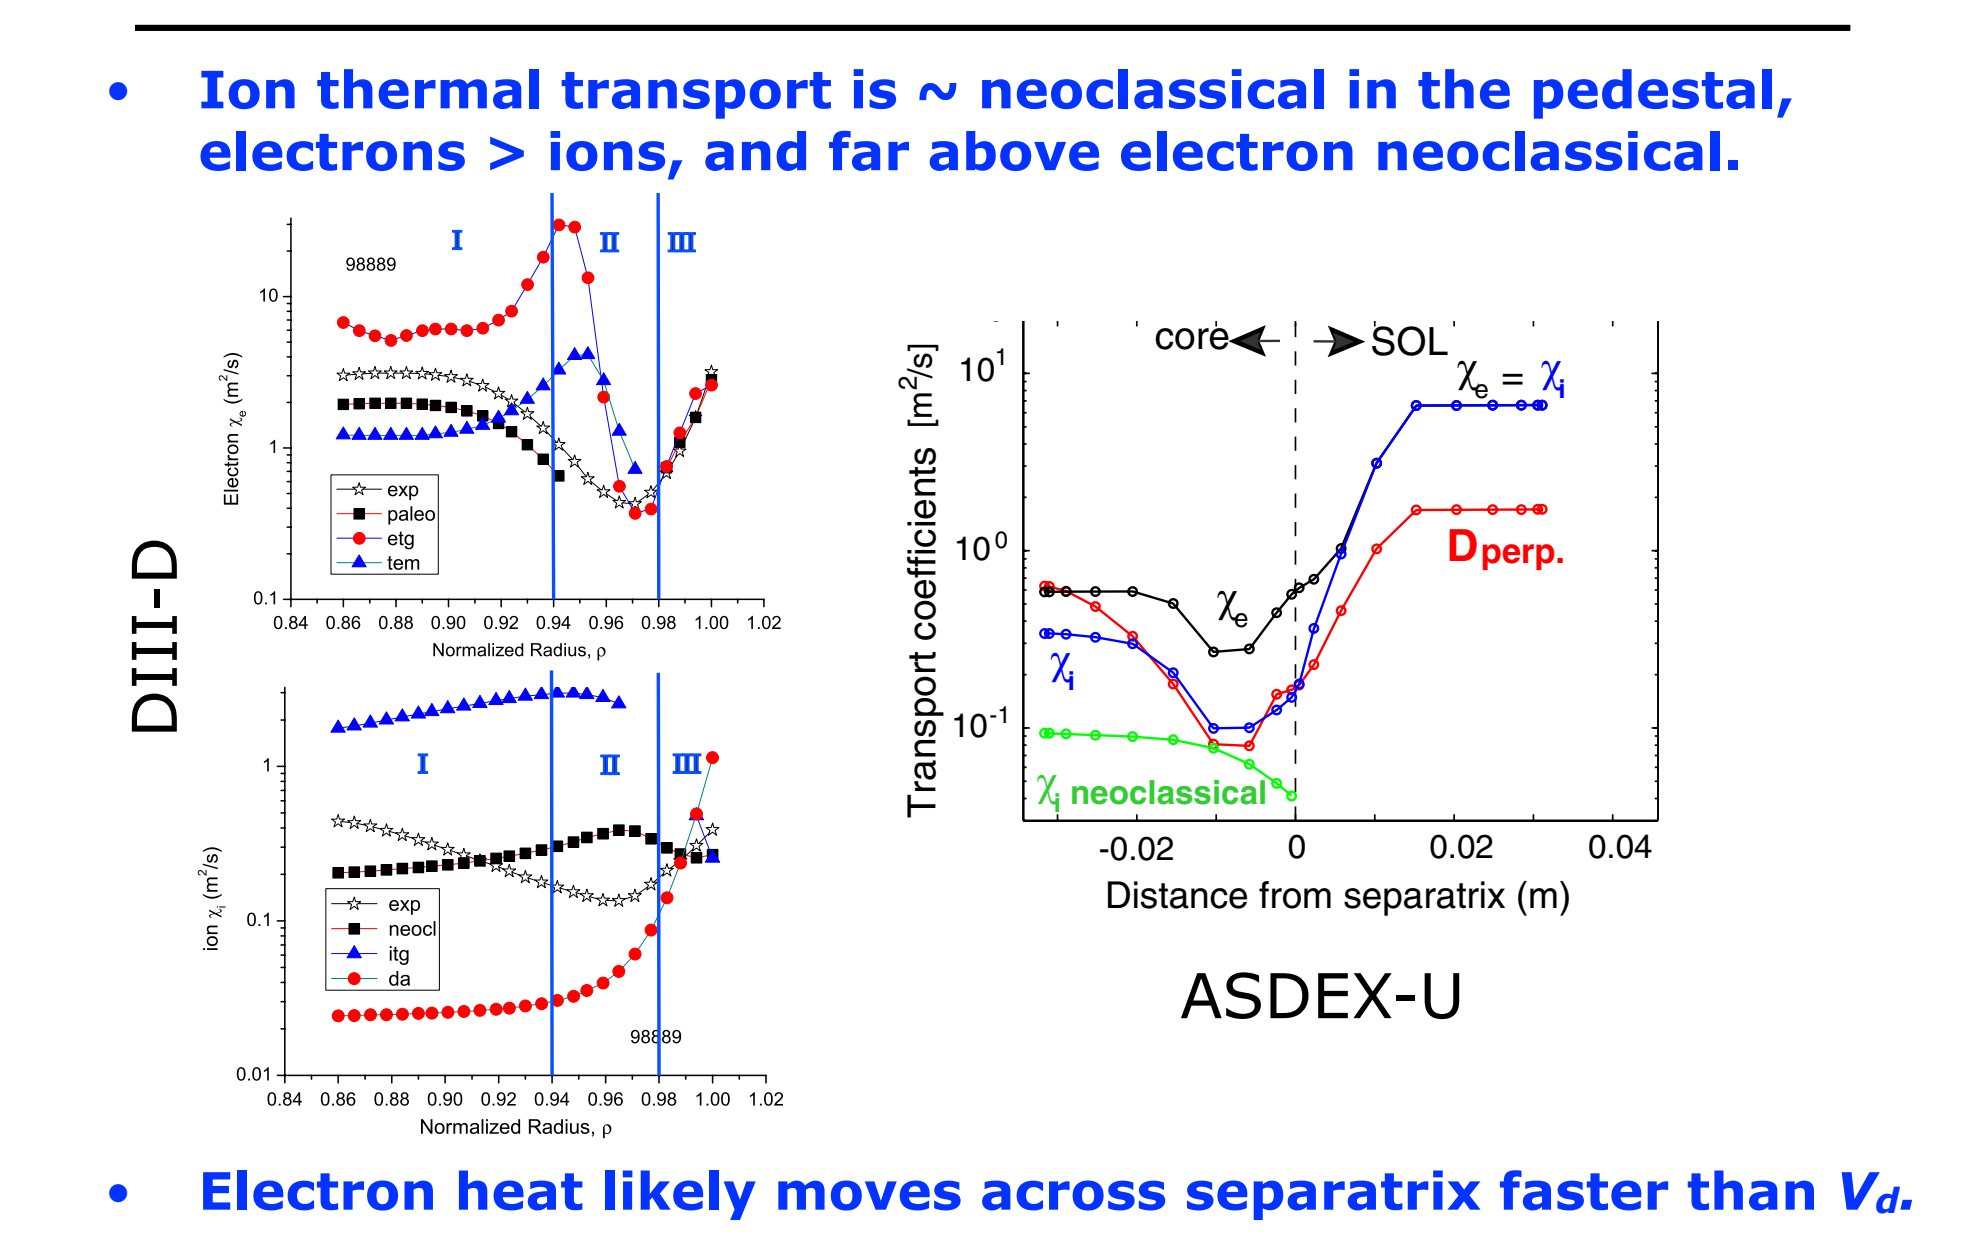 • Ion thermal transport is ~ neoclassical in the pedestal,
electrons > ions, and far above electron neoclassical.
DIII-D
I
II
III
98889
10
1
0.1
Electron χe (m²/s)
exp
paleo
etg
tem
0.84 0.86 0.88 0.90 0.92 0.94 0.96 0.98 1.00 1.02
Normalized Radius, ρ
I
II
III
1
0.1
0.01
ion χi (m²/s)
exp
neocl
itg
da
98889
0.84 0.86 0.88 0.90 0.92 0.94 0.96 0.98 1.00 1.02
Normalized Radius, ρ
core
SOL
χe = χi
Dperp.
χe
χi
χi neoclassical
Transport coefficients [m²/s]
10¹
10⁰
10⁻¹
-0.02 0 0.02 0.04
Distance from separatrix (m)
ASDEX-U
• Electron heat likely moves across separatrix faster than Vd.